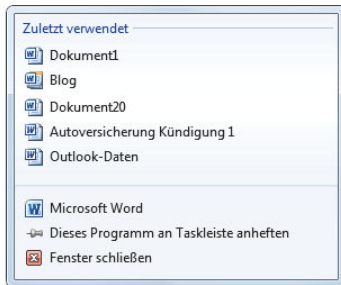 Zuletzt verwendet
Dokument1
Blog
Dokument20
Autoversicherung Kündigung 1
Outlook-Daten
Microsoft Word
Dieses Programm an Taskleiste anheften
Fenster schließen